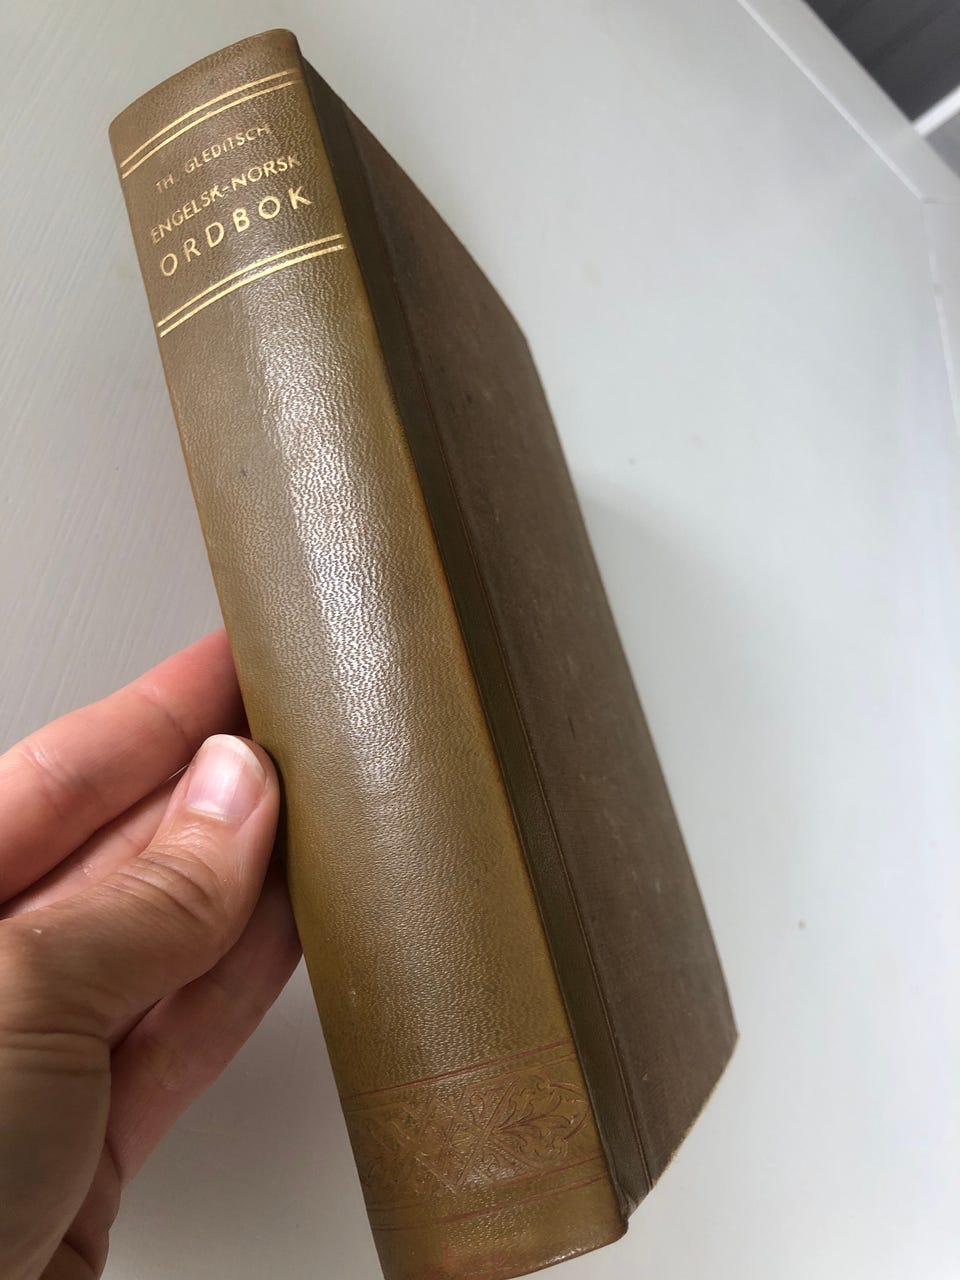 TH. GLEDITSCH
ENGELSK-NORSK
ORDBOK